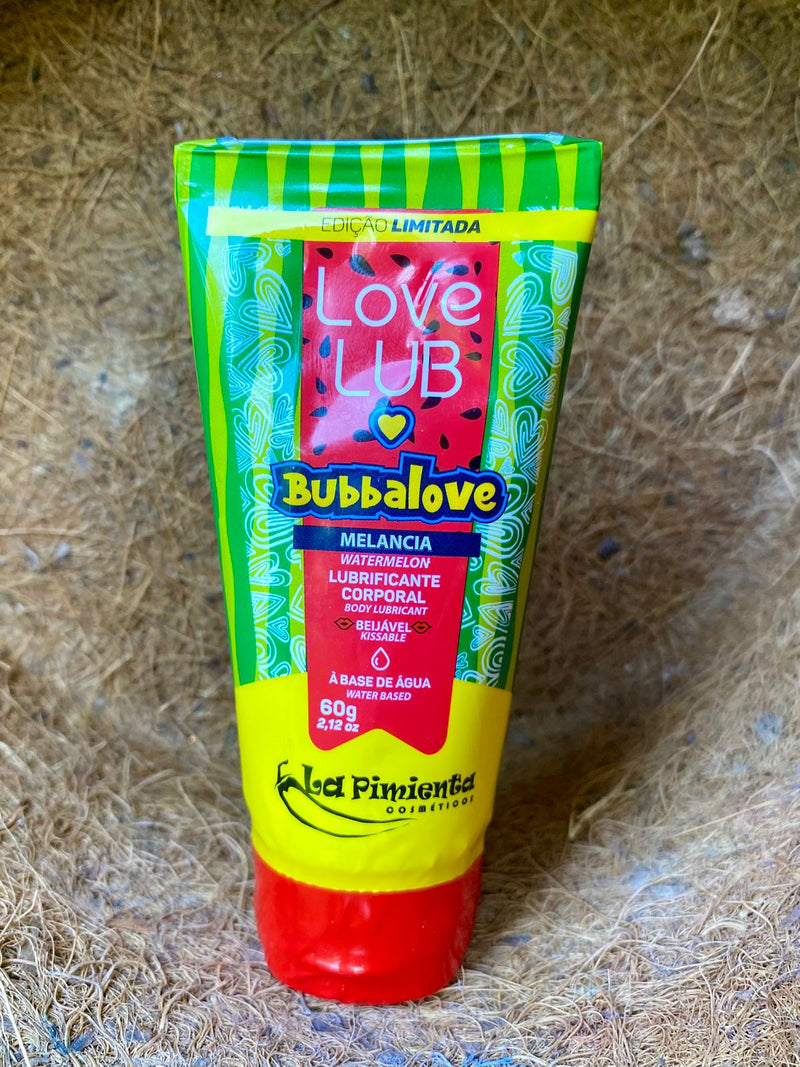 EDIÇÃO LIMITADA
LOVE
LUB
Bubbalove
MELANCIA
WATERMELON
LUBRIFICANTE
CORPORAL
BODY LUBRICANT
BEIJÁVEL
KISSABLE
À BASE DE ÁGUA
WATER BASED
60g
2,12 oz
La Pimienta
COSMÉTICOS